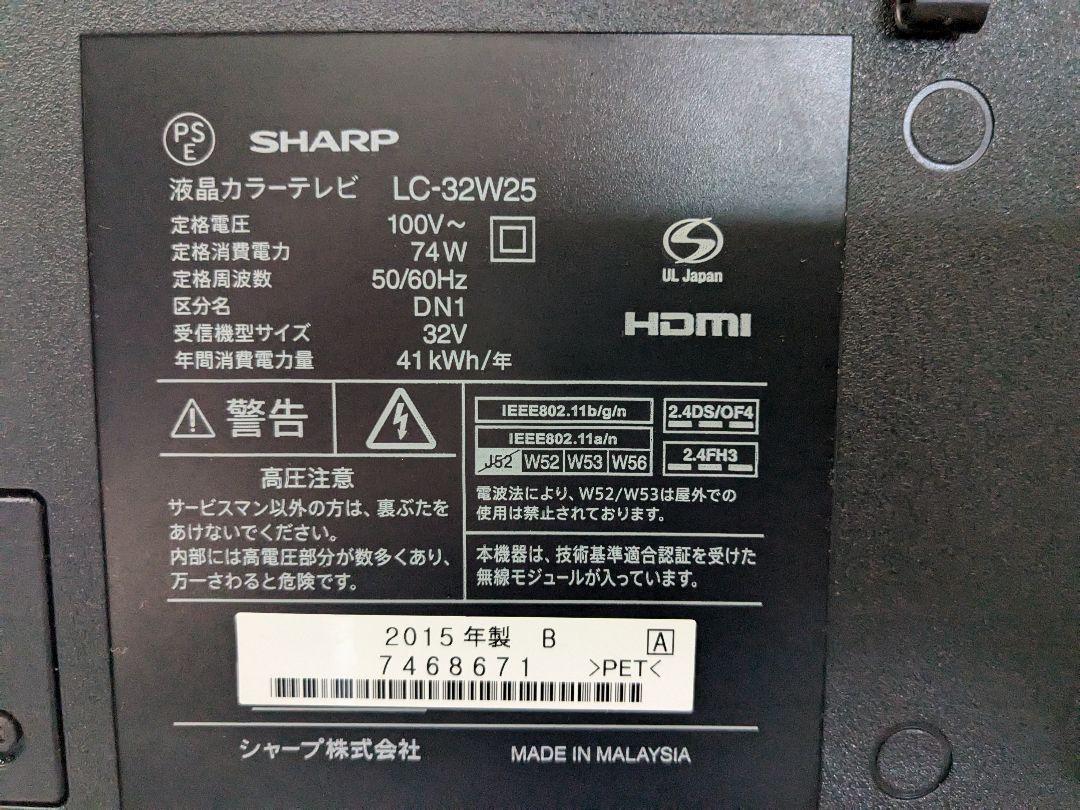 PSE SHARP
液晶カラーテレビ LC-32W25
定格電圧 100V～
定格消費電力 74W
定格周波数 50/60Hz
区分名 DN1
受信機型サイズ 32V
年間消費電力量 41kWh/年
UL Japan
HDMI
警告
高圧注意
サービスマン以外の方は、裏ぶたを
あけないでください。
内部には高電圧部分が数多くあり、
万一さわると危険です。
IEEE802.11b/g/n
IEEE802.11a/n
J52 W52 W53 W56
2.4DS/OF4
2.4FH3
電波法により、W52/W53は屋外での
使用は禁止されております。
本機器は、技術基準適合認証を受けた
無線モジュールが入っています。
2015年製 B A
7468671 >PET<
シャープ株式会社 MADE IN MALAYSIA